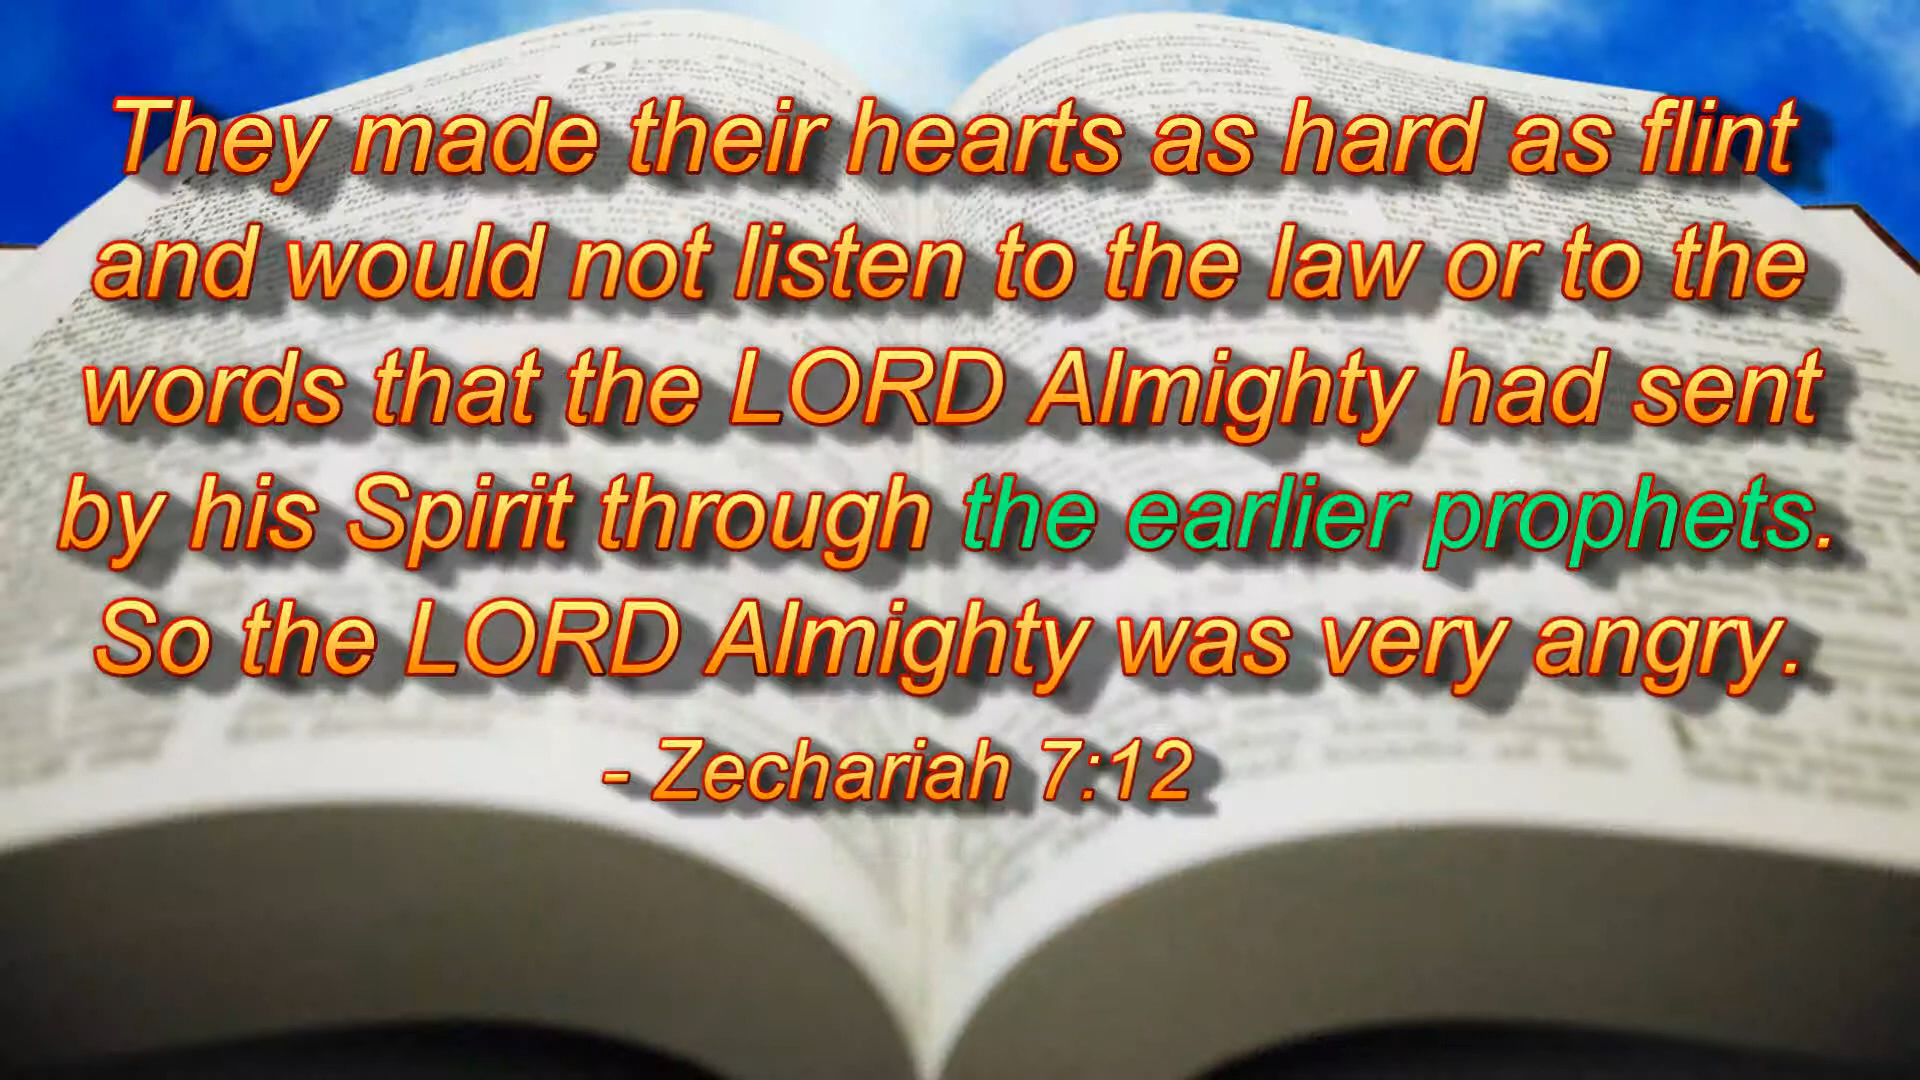 They made their hearts as hard as flint
and would not listen to the law or to the
words that the LORD Almighty had sent
by his Spirit through the earlier prophets.
So the LORD Almighty was very angry.
- Zechariah 7:12